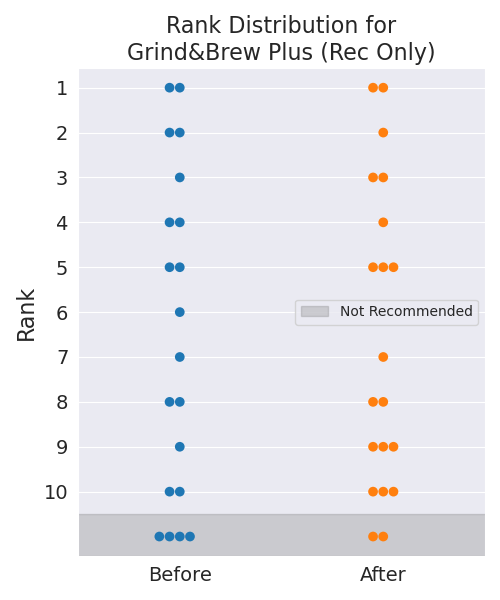 Rank Distribution for
Grind&Brew Plus (Rec Only)
Rank
1
2
3
4
5
6
7
8
9
10
Not Recommended
Before
After